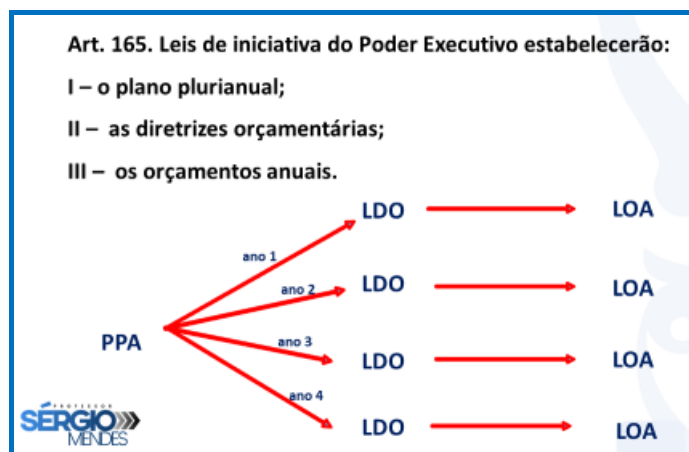 Art. 165. Leis de iniciativa do Poder Executivo estabelecerão:
I – o plano plurianual;
II – as diretrizes orçamentárias;
III – os orçamentos anuais.
LDO LOA
ano 1
ano 2 LDO LOA
PPA
ano 3 LDO LOA
ano 4
LDO LOA
PROFESSOR
SÉRGIO
MENDES